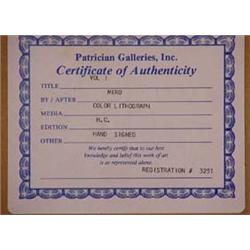 Patrician Galleries, Inc.
Certificate of Authenticity
VOL I
TITLE
MIRO
BY / AFTER
COLOR LITHOGRAPH
MEDIA
H.C.
EDITION
HAND SIGNED
OTHER
We hereby certify that to our best
knowledge and belief this work of art
is as represented above.
REGISTRATION # 3251